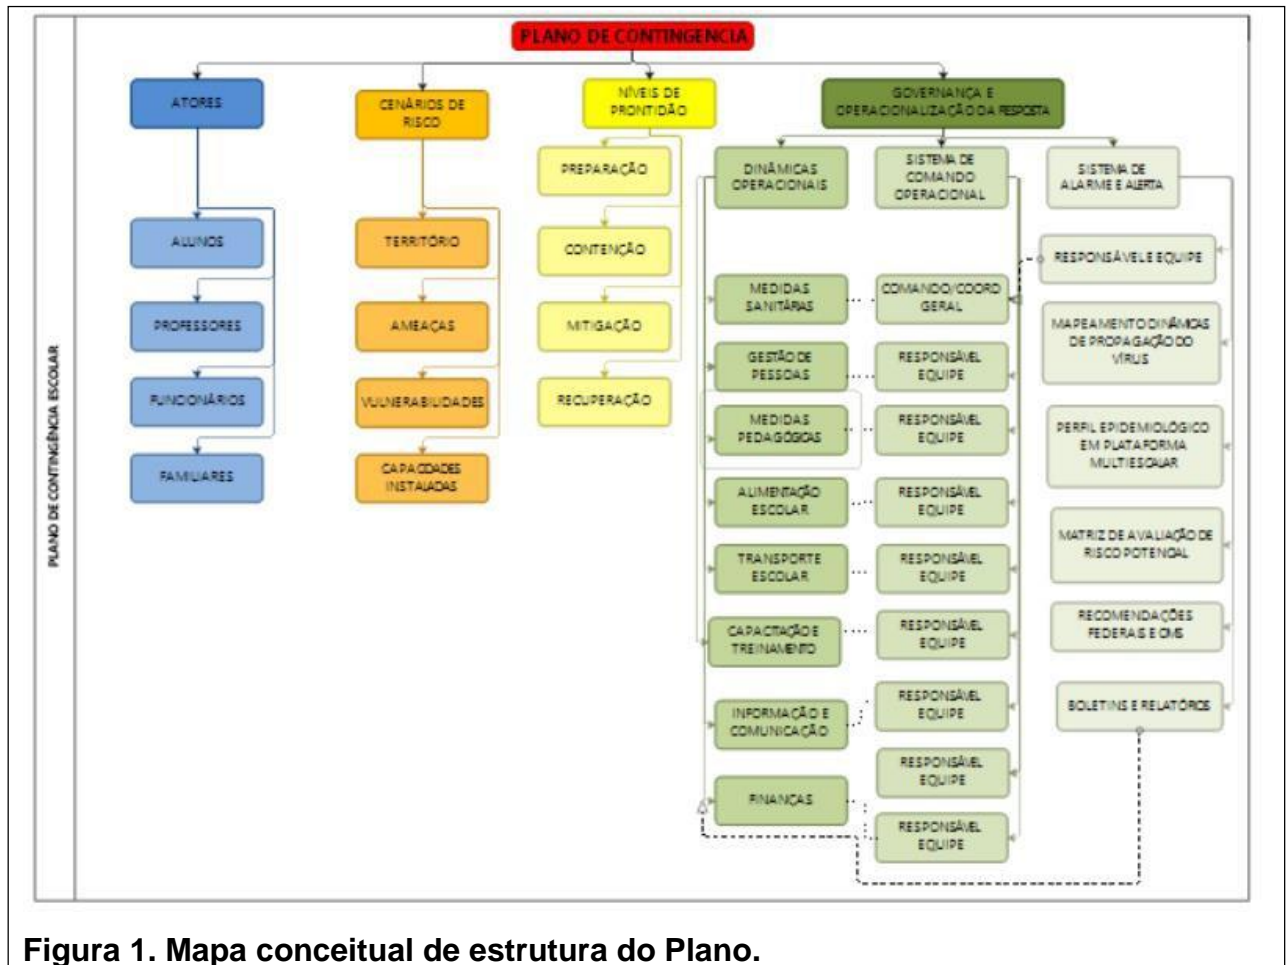 PLANO DE CONTINGÊNCIA ESCOLAR
PLANO DE CONTINGENCIA
ATORES
ALUNOS
PROFESSORES
FUNCIONÁRIOS
FAMILIARES
CENÁRIOS DE
RISCO
TERRITÓRIO
AMEAÇAS
VULNERABILIDADES
CAPACIDADES
INSTALADAS
NÍVEIS DE
PRONTIDÃO
PREPARAÇÃO
CONTENÇÃO
MITIGAÇÃO
RECUPERAÇÃO
GOVERNANÇA E
OPERACIONALIZAÇÃO DA RESPOSTA
DINÂMICAS
OPERACIONAIS
MEDIDAS
SANITÁRIAS
GESTÃO DE
PESSOAS
MEDIDAS
PEDAGÓGICAS
ALIMENTAÇÃO
ESCOLAR
TRANSPORTE
ESCOLAR
CAPACITAÇÃO E
TREINAMENTO
INFORMAÇÃO E
COMUNICAÇÃO
FINANÇAS
SISTEMA DE
COMANDO
OPERACIONAL
COMANDO/COORD
GERAL
RESPONSÁVEL
EQUIPE
RESPONSÁVEL
EQUIPE
RESPONSÁVEL
EQUIPE
RESPONSÁVEL
EQUIPE
RESPONSÁVEL
EQUIPE
RESPONSÁVEL
EQUIPE
RESPONSÁVEL
EQUIPE
RESPONSÁVEL
EQUIPE
SISTEMA DE
ALARME E ALERTA
RESPONSÁVEL E EQUIPE
MAPEAMENTO DINÂMICAS
DE PROPAGAÇÃO DO
VÍRUS
PERFIL EPIDEMIOLÓGICO
EM PLATAFORMA
MULTIESCALAR
MATRIZ DE AVALIAÇÃO DE
RISCO POTENCIAL
RECOMENDAÇÕES
FEDERAIS E OMS
BOLETINS E RELATÓRIOS
Figura 1. Mapa conceitual de estrutura do Plano.